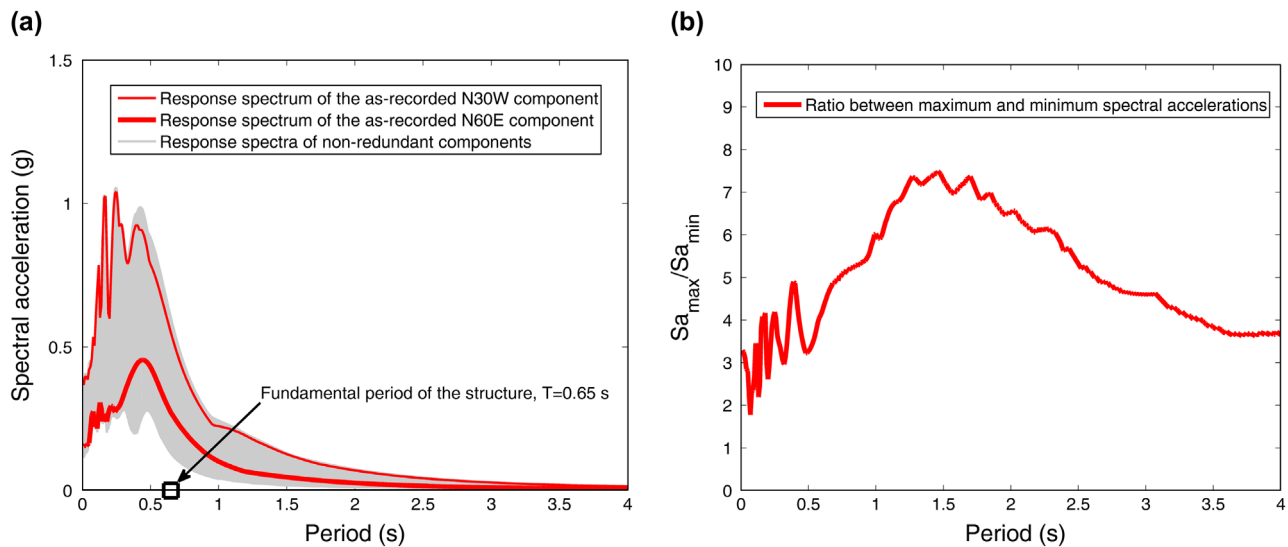 (a)
1.5
1
0.5
0
Spectral acceleration (g)
Response spectrum of the as-recorded N30W component
Response spectrum of the as-recorded N60E component
Response spectra of non-redundant components
Fundamental period of the structure, T=0.65 s
0 0.5 1 1.5 2 2.5 3 3.5 4
Period (s)
(b)
10
9
8
7
6
5
4
3
2
1
0
Sa_max/Sa_min
Ratio between maximum and minimum spectral accelerations
0 0.5 1 1.5 2 2.5 3 3.5 4
Period (s)